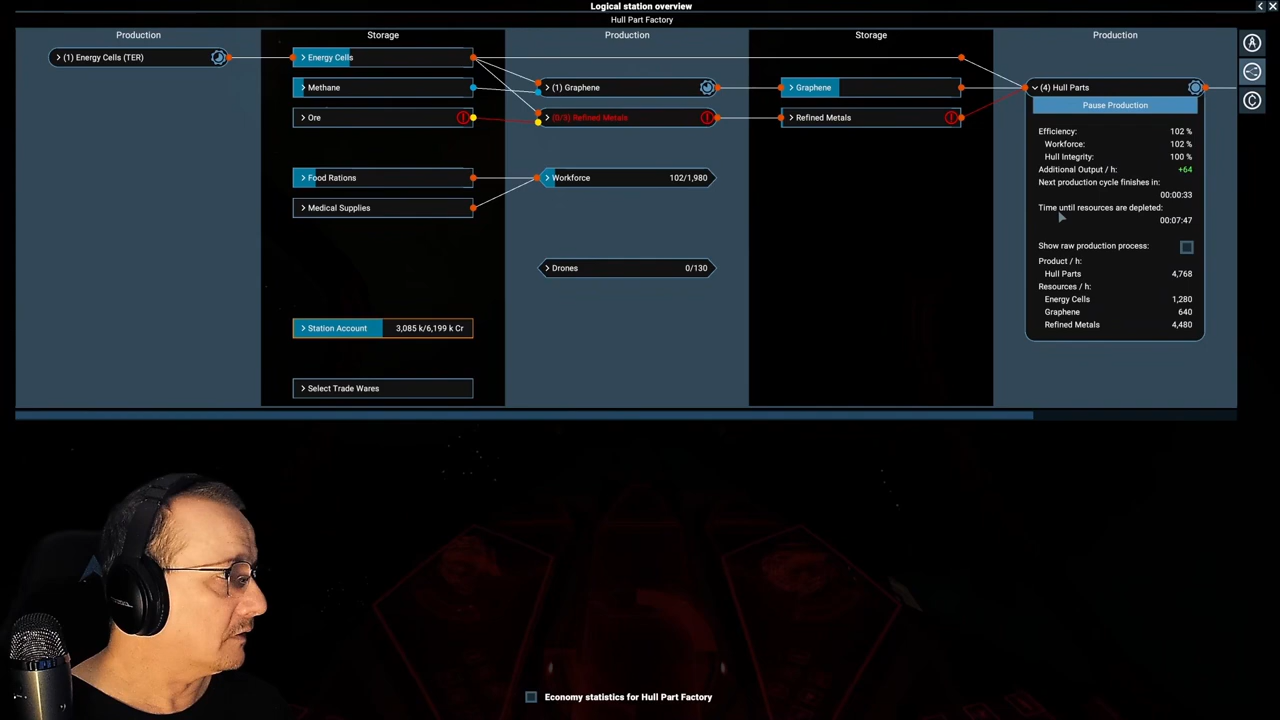 Logical station overview
Hull Part Factory
Production
Storage
Production
Storage
Production
(1) Energy Cells (TER)
Energy Cells
Methane
Ore
(1) Graphene
(0/3) Refined Metals
Graphene
Refined Metals
(4) Hull Parts
Pause Production
Efficiency: 102 %
Workforce: 102 %
Hull Integrity: 100 %
Additional Output / h: +64
Next production cycle finishes in:
00:00:33
Time until resources are depleted:
00:07:47
Show raw production process:
Product / h:
Hull Parts 4,768
Resources / h:
Energy Cells 1,280
Graphene 640
Refined Metals 4,480
Food Rations
Medical Supplies
Workforce 102/1,980
Drones 0/130
Station Account 3,085 k/6,199 k Cr
Select Trade Wares
A
C
Economy statistics for Hull Part Factory